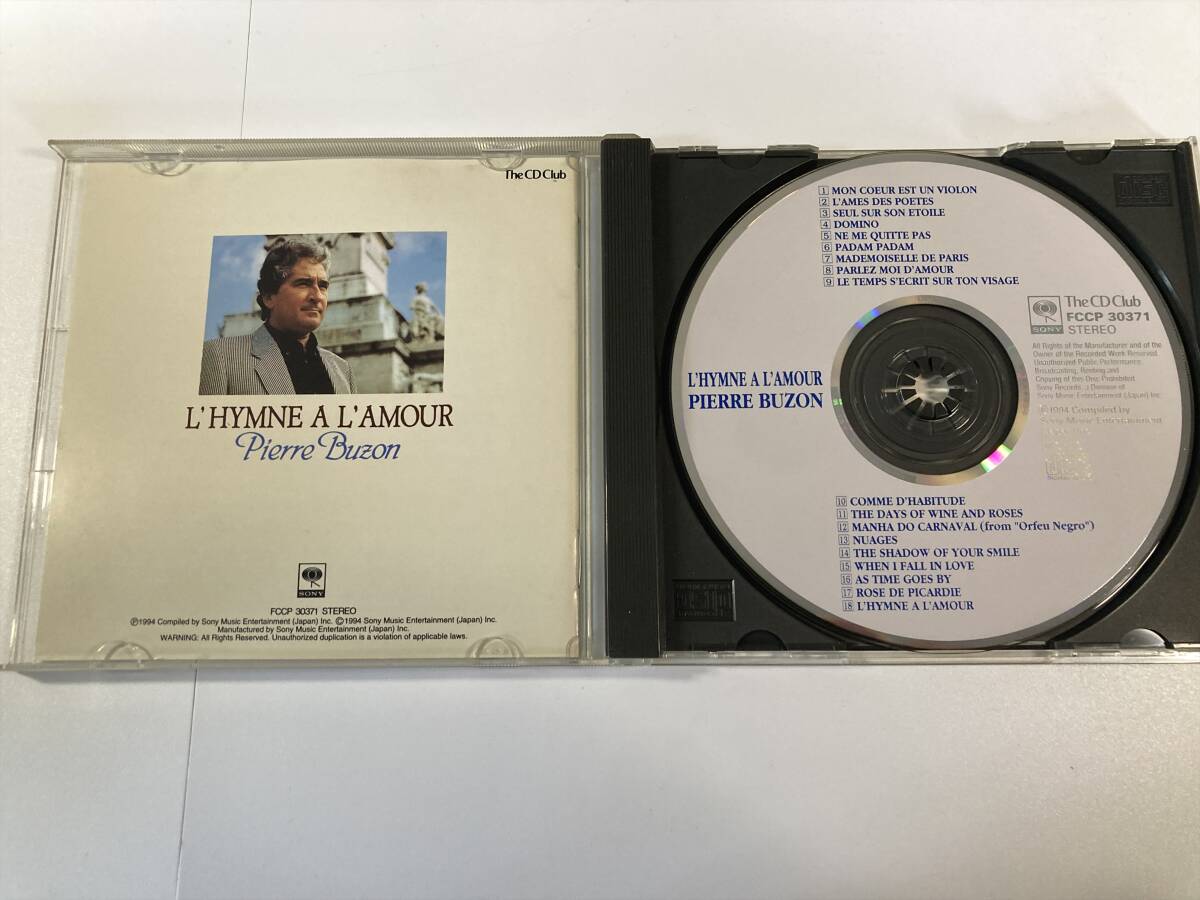 The CD Club
L'HYMNE A L'AMOUR
Pierre Buzon
SONY
FCCP 30371 STEREO
℗1994 Compiled by Sony Music Entertainment (Japan) Inc. ©1994 Sony Music Entertainment (Japan) Inc.
Manufactured by Sony Music Entertainment (Japan) Inc.
WARNING: All Rights Reserved. Unauthorized duplication is a violation of applicable laws.
1 MON COEUR EST UN VIOLON
2 L'AMES DES POETES
3 SEUL SUR SON ETOILE
4 DOMINO
5 NE ME QUITTE PAS
6 PADAM PADAM
7 MADEMOISELLE DE PARIS
8 PARLEZ MOI D'AMOUR
9 LE TEMPS S'ECRIT SUR TON VISAGE
L'HYMNE A L'AMOUR
PIERRE BUZON
SONY
The CD Club
FCCP 30371
STEREO
All Rights of the Manufacturer and of the
Owner of the Recorded Work Reserved.
Unauthorized Public Performance,
Broadcasting, Renting and
Copying of this Disc Prohibited.
Sony Records, a Division of
Sony Music Entertainment (Japan) Inc.
℗1994 Compiled by
Sony Music Entertainment
10 COMME D'HABITUDE
11 THE DAYS OF WINE AND ROSES
12 MANHA DO CARNAVAL (from "Orfeu Negro")
13 NUAGES
14 THE SHADOW OF YOUR SMILE
15 WHEN I FALL IN LOVE
16 AS TIME GOES BY
17 ROSE DE PICARDIE
18 L'HYMNE A L'AMOUR